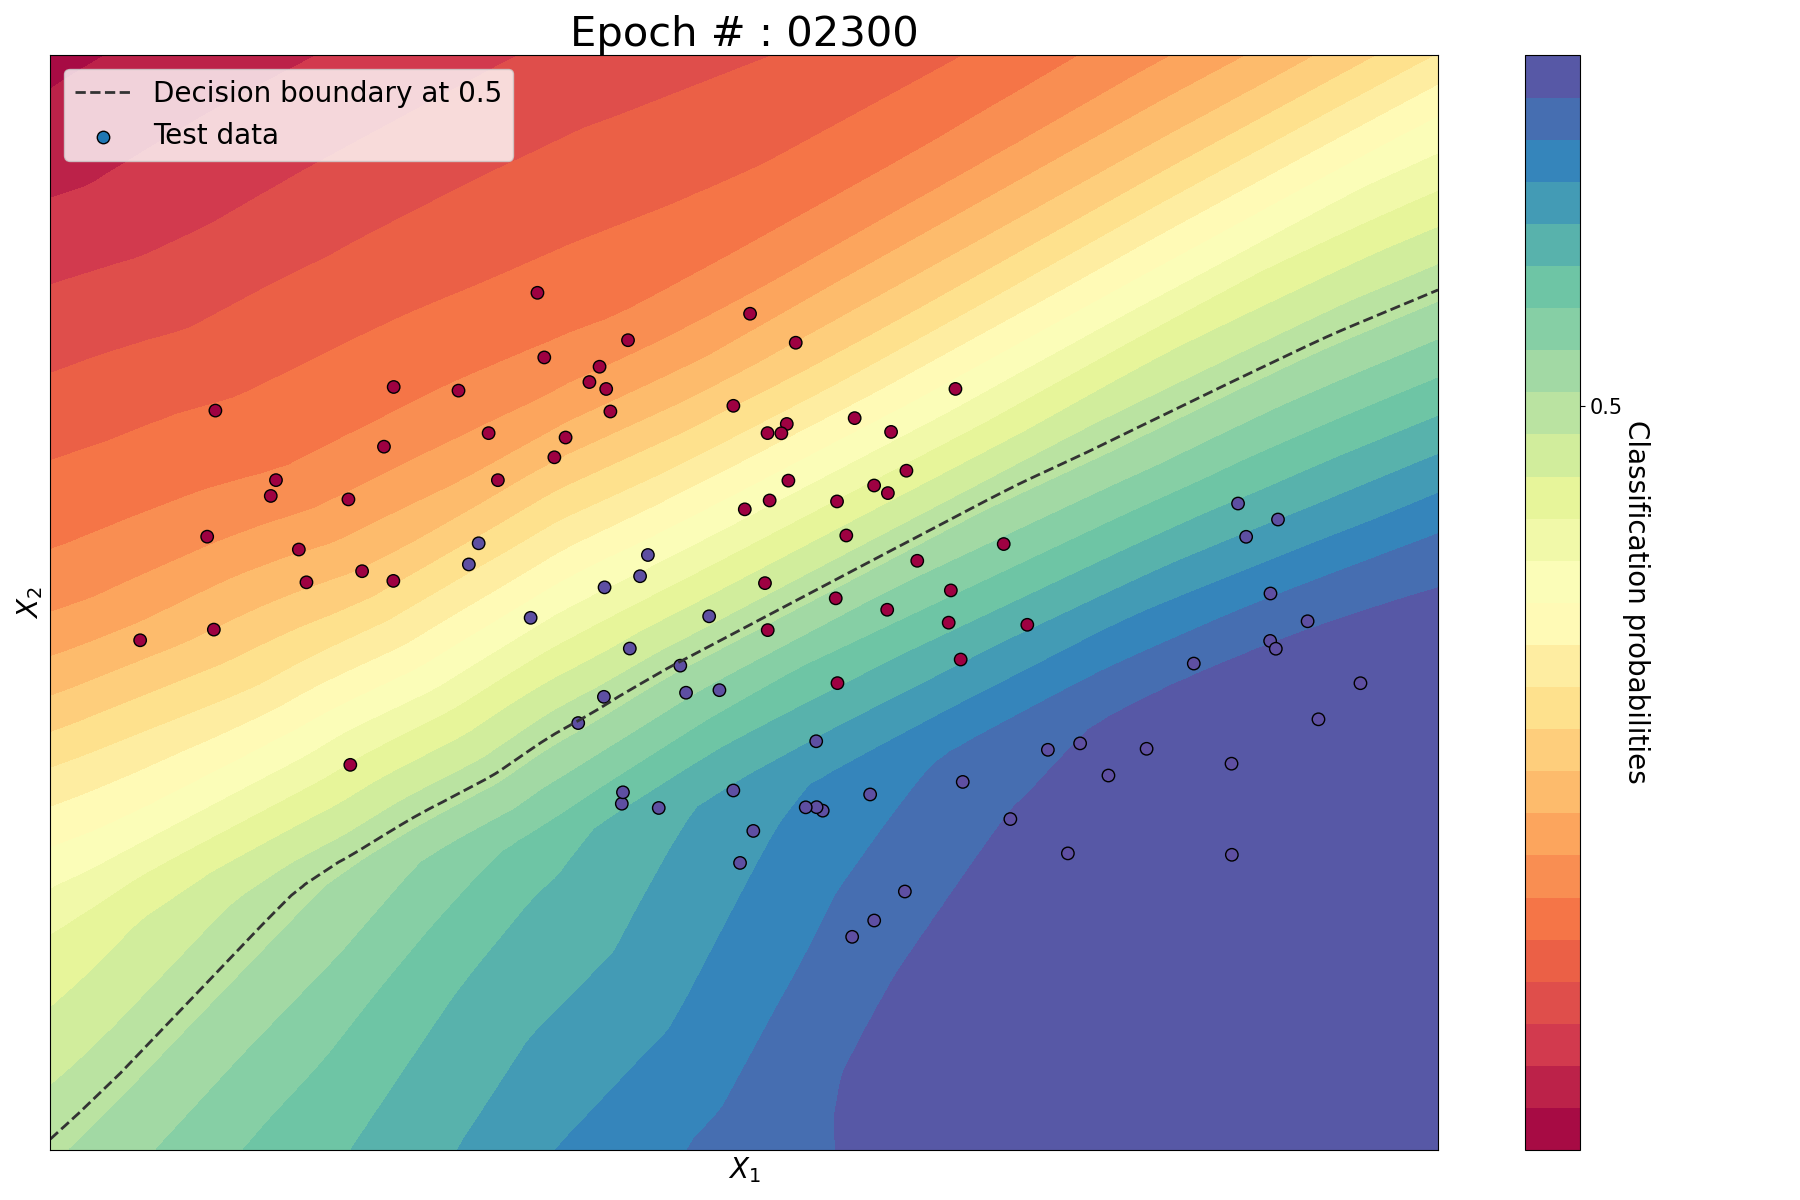 Epoch # : 02300
Decision boundary at 0.5
Test data
X₂
0.5
Classification probabilities
X₁